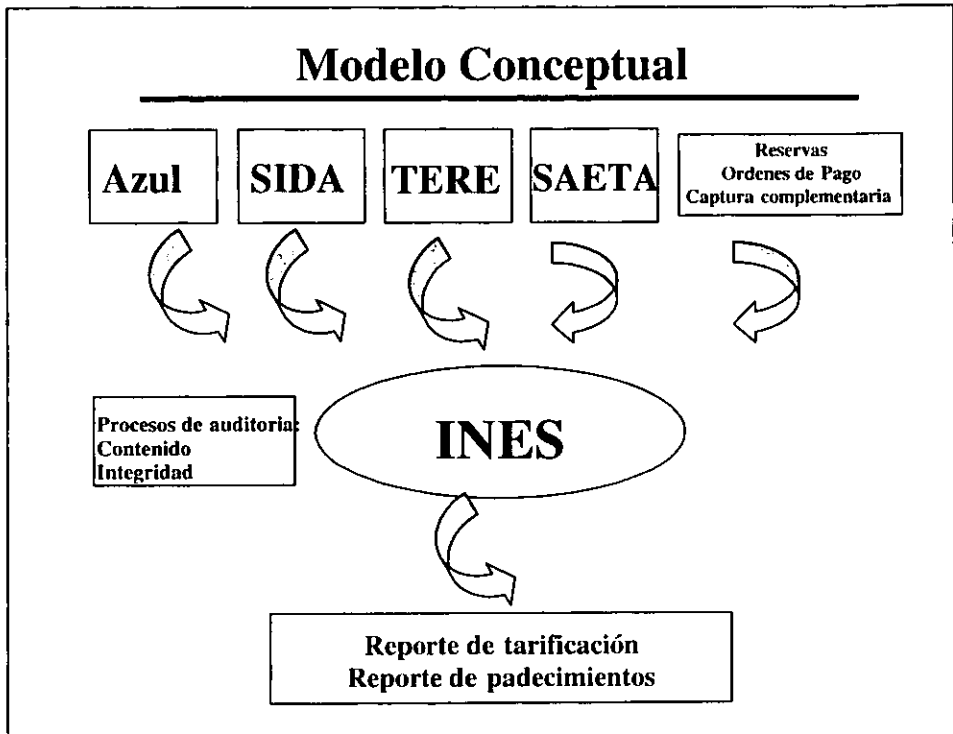 Modelo Conceptual
Azul
SIDA
TERE
SAETA
Reservas
Ordenes de Pago
Captura complementaria
Procesos de auditoria:
Contenido
Integridad
INES
Reporte de tarificación
Reporte de padecimientos